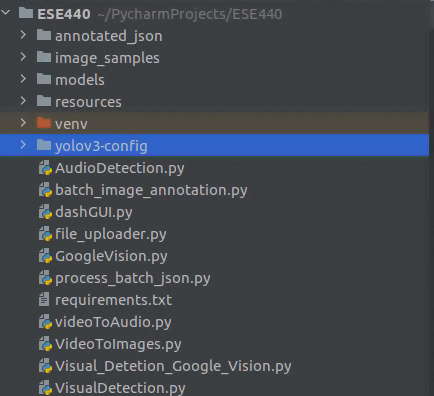 ESE440 ~/PycharmProjects/ESE440
annotated_json
image_samples
models
resources
venv
yolov3-config
AudioDetection.py
batch_image_annotation.py
dashGUI.py
file_uploader.py
GoogleVision.py
process_batch_json.py
requirements.txt
videoToAudio.py
VideoToImages.py
Visual_Detetion_Google_Vision.py
VisualDetection.py